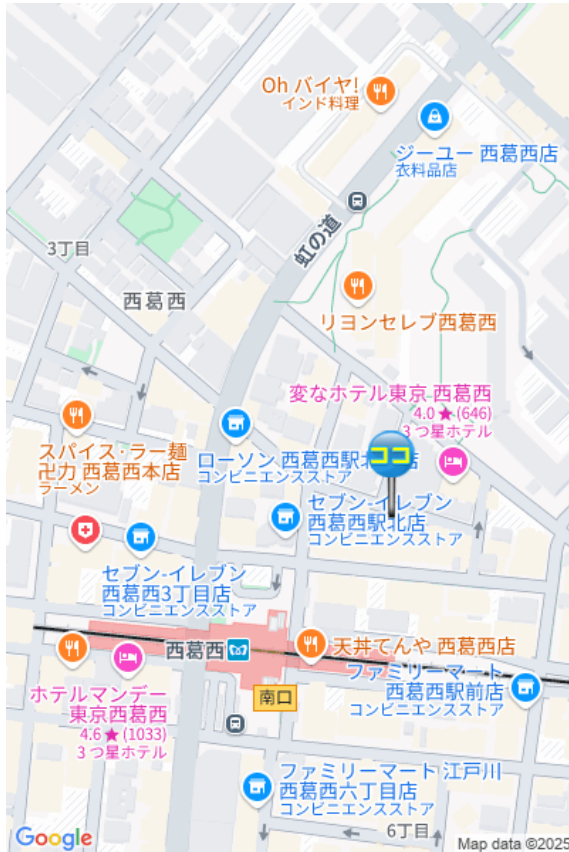 Oh バイヤ!
インド料理
ジーユー 西葛西店
衣料品店
虹の道
3丁目
西葛西
リヨンセレブ西葛西
変なホテル東京 西葛西
4.0★(646)
3つ星ホテル
スパイス・ラー麺
卍力 西葛西本店
ラーメン
ココ
ローソン 西葛西駅北店
コンビニエンスストア
セブン-イレブン
西葛西駅北店
コンビニエンスストア
セブン-イレブン
西葛西3丁目店
コンビニエンスストア
西葛西
天丼てんや 西葛西店
南口
ファミリーマート
西葛西駅前店
コンビニエンスストア
ホテルマンデー
東京西葛西
4.6★(1033)
3つ星ホテル
ファミリーマート 江戸川
西葛西六丁目店
コンビニエンスストア
6丁目
Google
Map data ©2025